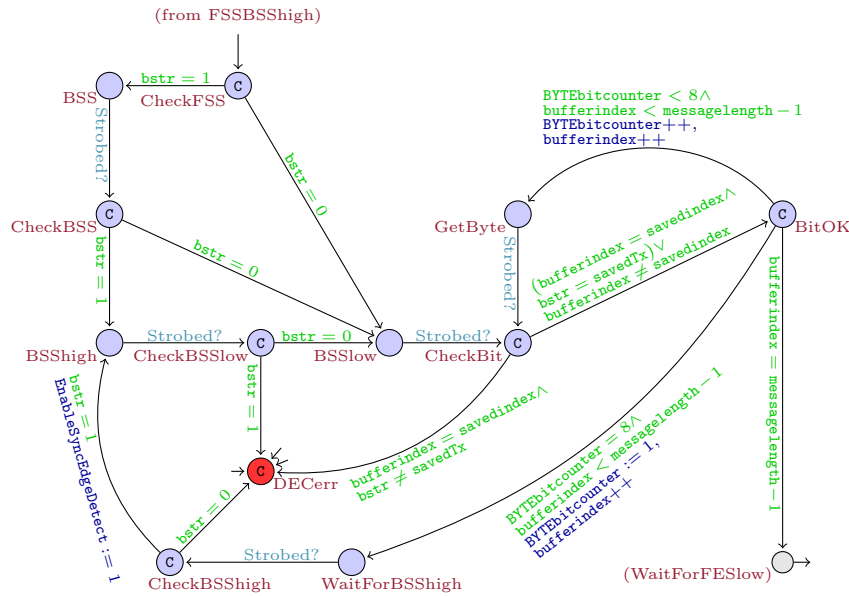 (from FSSBSShigh)
bstr = 1
C
BSS
CheckFSS
BYTEbitcounter < 8∧
bufferindex < messagelength − 1
BYTEbitcounter++,
bufferindex++
Strobed?
bstr = 0
C
CheckBSS
GetByte
C
BitOK
bstr = 1
bstr = 0
Strobed?
(bufferindex = savedindex∧
bstr = savedTx)∨
bufferindex ≠ savedindex
bufferindex = messagelength − 1
BSShigh
Strobed?
C
CheckBSSlow
bstr = 0
BSSlow
Strobed?
C
CheckBit
bstr = 1
EnableSyncEdgeDetect := 1
bstr = 1
C
DECerr
bufferindex = savedindex∧
bstr ≠ savedTx
BYTEbitcounter = 8∧
bufferindex < messagelength − 1
BYTEbitcounter := 1,
bufferindex++
bstr = 0
C
CheckBSShigh
Strobed?
WaitForBSShigh
(WaitForFESlow)